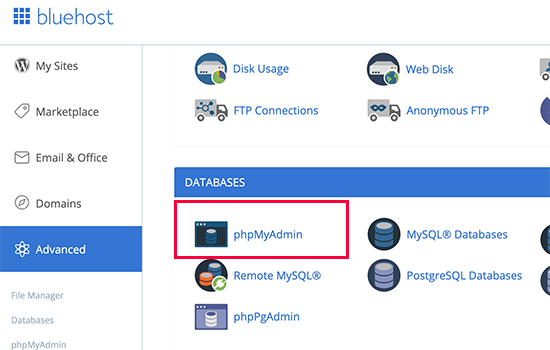 bluehost
My Sites
Marketplace
Email & Office
Domains
Advanced
File Manager
Databases
phpMyAdmin
Disk Usage
Web Disk
FTP Connections
Anonymous FTP
DATABASES
phpMyAdmin
MySQL® Databases
Remote MySQL®
PostgreSQL Databases
phpPgAdmin